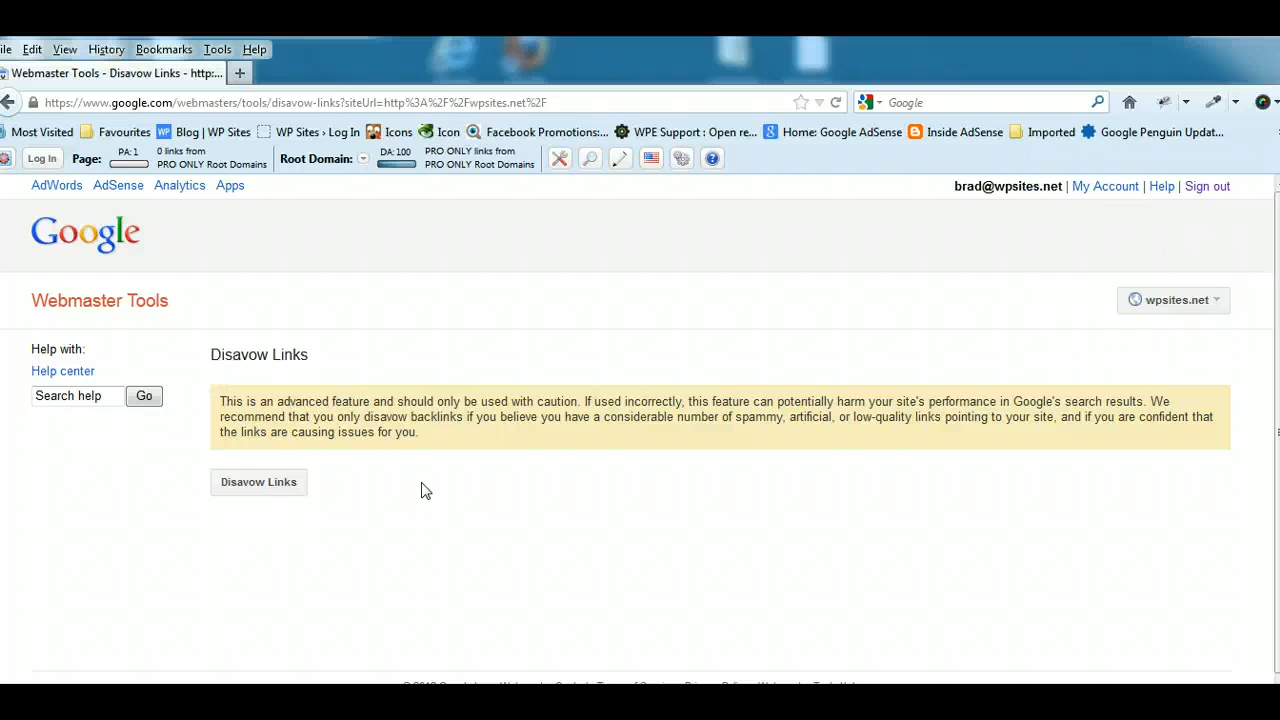 ile Edit View History Bookmarks Tools Help
Webmaster Tools - Disavow Links - http:... +
https://www.google.com/webmasters/tools/disavow-links?siteUrl=http%3A%2F%2Fwpsites.net%2F Google
Most Visited Favourites WP Blog | WP Sites WP Sites › Log In Icons Icon Facebook Promotions:... WPE Support : Open re... 8 Home: Google AdSense Inside AdSense Imported Google Penguin Updat...
Log In Page: PA: 1 0 links from PRO ONLY Root Domains Root Domain: DA: 100 PRO ONLY links from PRO ONLY Root Domains
AdWords AdSense Analytics Apps brad@wpsites.net | My Account | Help | Sign out
Google
Webmaster Tools wpsites.net
Help with:
Help center
Search help Go
Disavow Links
This is an advanced feature and should only be used with caution. If used incorrectly, this feature can potentially harm your site's performance in Google's search results. We
recommend that you only disavow backlinks if you believe you have a considerable number of spammy, artificial, or low-quality links pointing to your site, and if you are confident that
the links are causing issues for you.
Disavow Links